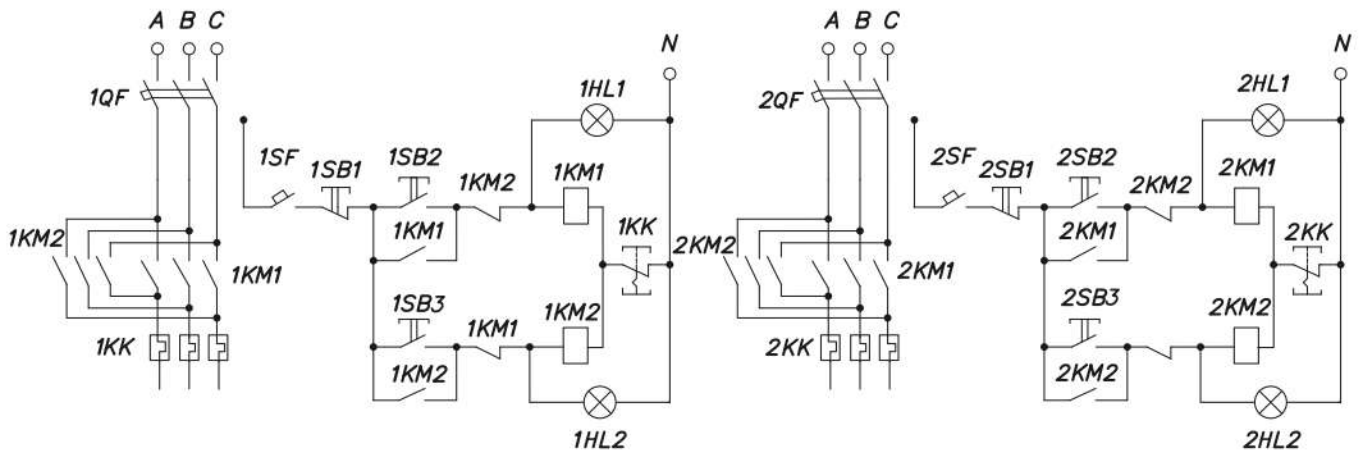 A B C
N
1QF
1HL1
1SF
1SB1
1SB2
1KM2
1KM1
1KM2
1KM1
1KK
1KM1
1SB3
1KM2
1KM1
1KK
1KM2
1HL2
A B C
N
2QF
2HL1
2SF
2SB1
2SB2
2KM2
2KM1
2KM2
2KM1
2KK
2KM1
2SB3
2KM2
2KK
2KM2
2HL2